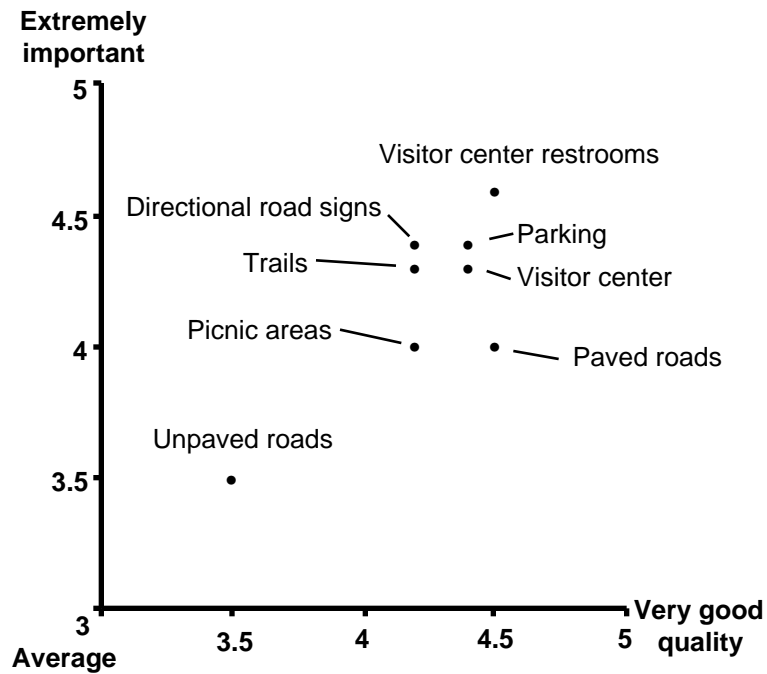 Extremely
important
5
Visitor center restrooms
Directional road signs
4.5
Parking
Trails
Visitor center
Picnic areas
4
Paved roads
Unpaved roads
3.5
3
Very good
quality
3.5
4
4.5
5
Average